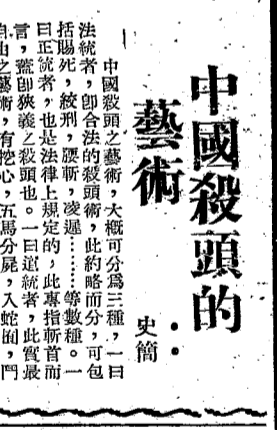 中國殺頭的
藝術
史簡
中國殺頭之藝術，大概可分爲三種，一曰
法統者，卽合法的殺頭術，此約略而分，可包
括賜死，絞刑，腰斬，凌遲……等數種。一
曰正統者，也是法律上規定的，此專指斬首而
言，蓋卽狹義之殺頭也。一曰道統者，此實最
自由之藝術，有挖心，五馬分屍，入蛇囿，鬥